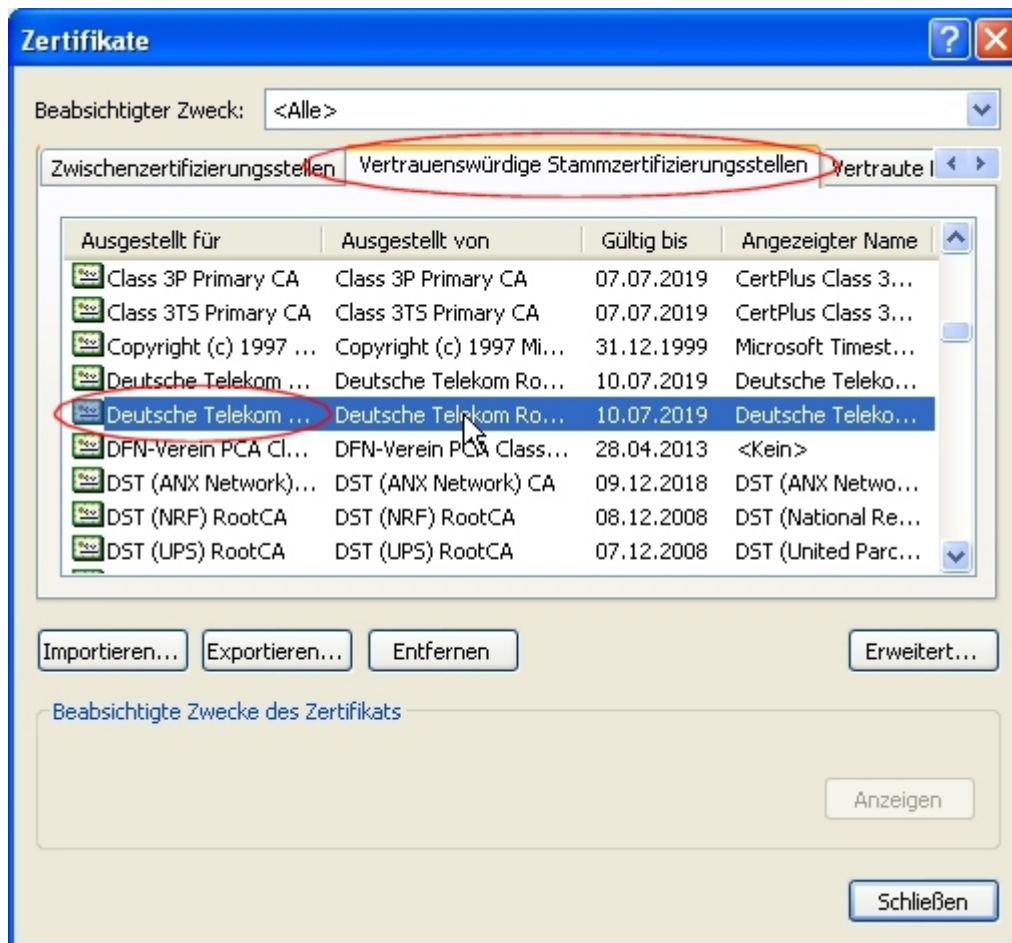 Zertifikate
Beabsichtigter Zweck: <Alle>
Zwischenzertifizierungsstellen Vertrauenswürdige Stammzertifizierungsstellen Vertraute
Ausgestellt für Ausgestellt von Gültig bis Angezeigter Name
Class 3P Primary CA Class 3P Primary CA 07.07.2019 CertPlus Class 3...
Class 3TS Primary CA Class 3TS Primary CA 07.07.2019 CertPlus Class 3...
Copyright (c) 1997 ... Copyright (c) 1997 Mi... 31.12.1999 Microsoft Timest...
Deutsche Telekom ... Deutsche Telekom Ro... 10.07.2019 Deutsche Teleko...
Deutsche Telekom ... Deutsche Telekom Ro... 10.07.2019 Deutsche Teleko...
DFN-Verein PCA Cl... DFN-Verein PCA Class... 28.04.2013 <Kein>
DST (ANX Network)... DST (ANX Network) CA 09.12.2018 DST (ANX Netwo...
DST (NRF) RootCA DST (NRF) RootCA 08.12.2008 DST (National Re...
DST (UPS) RootCA DST (UPS) RootCA 07.12.2008 DST (United Parc...
Importieren... Exportieren... Entfernen Erweitert...
Beabsichtigte Zwecke des Zertifikats
Anzeigen
Schließen